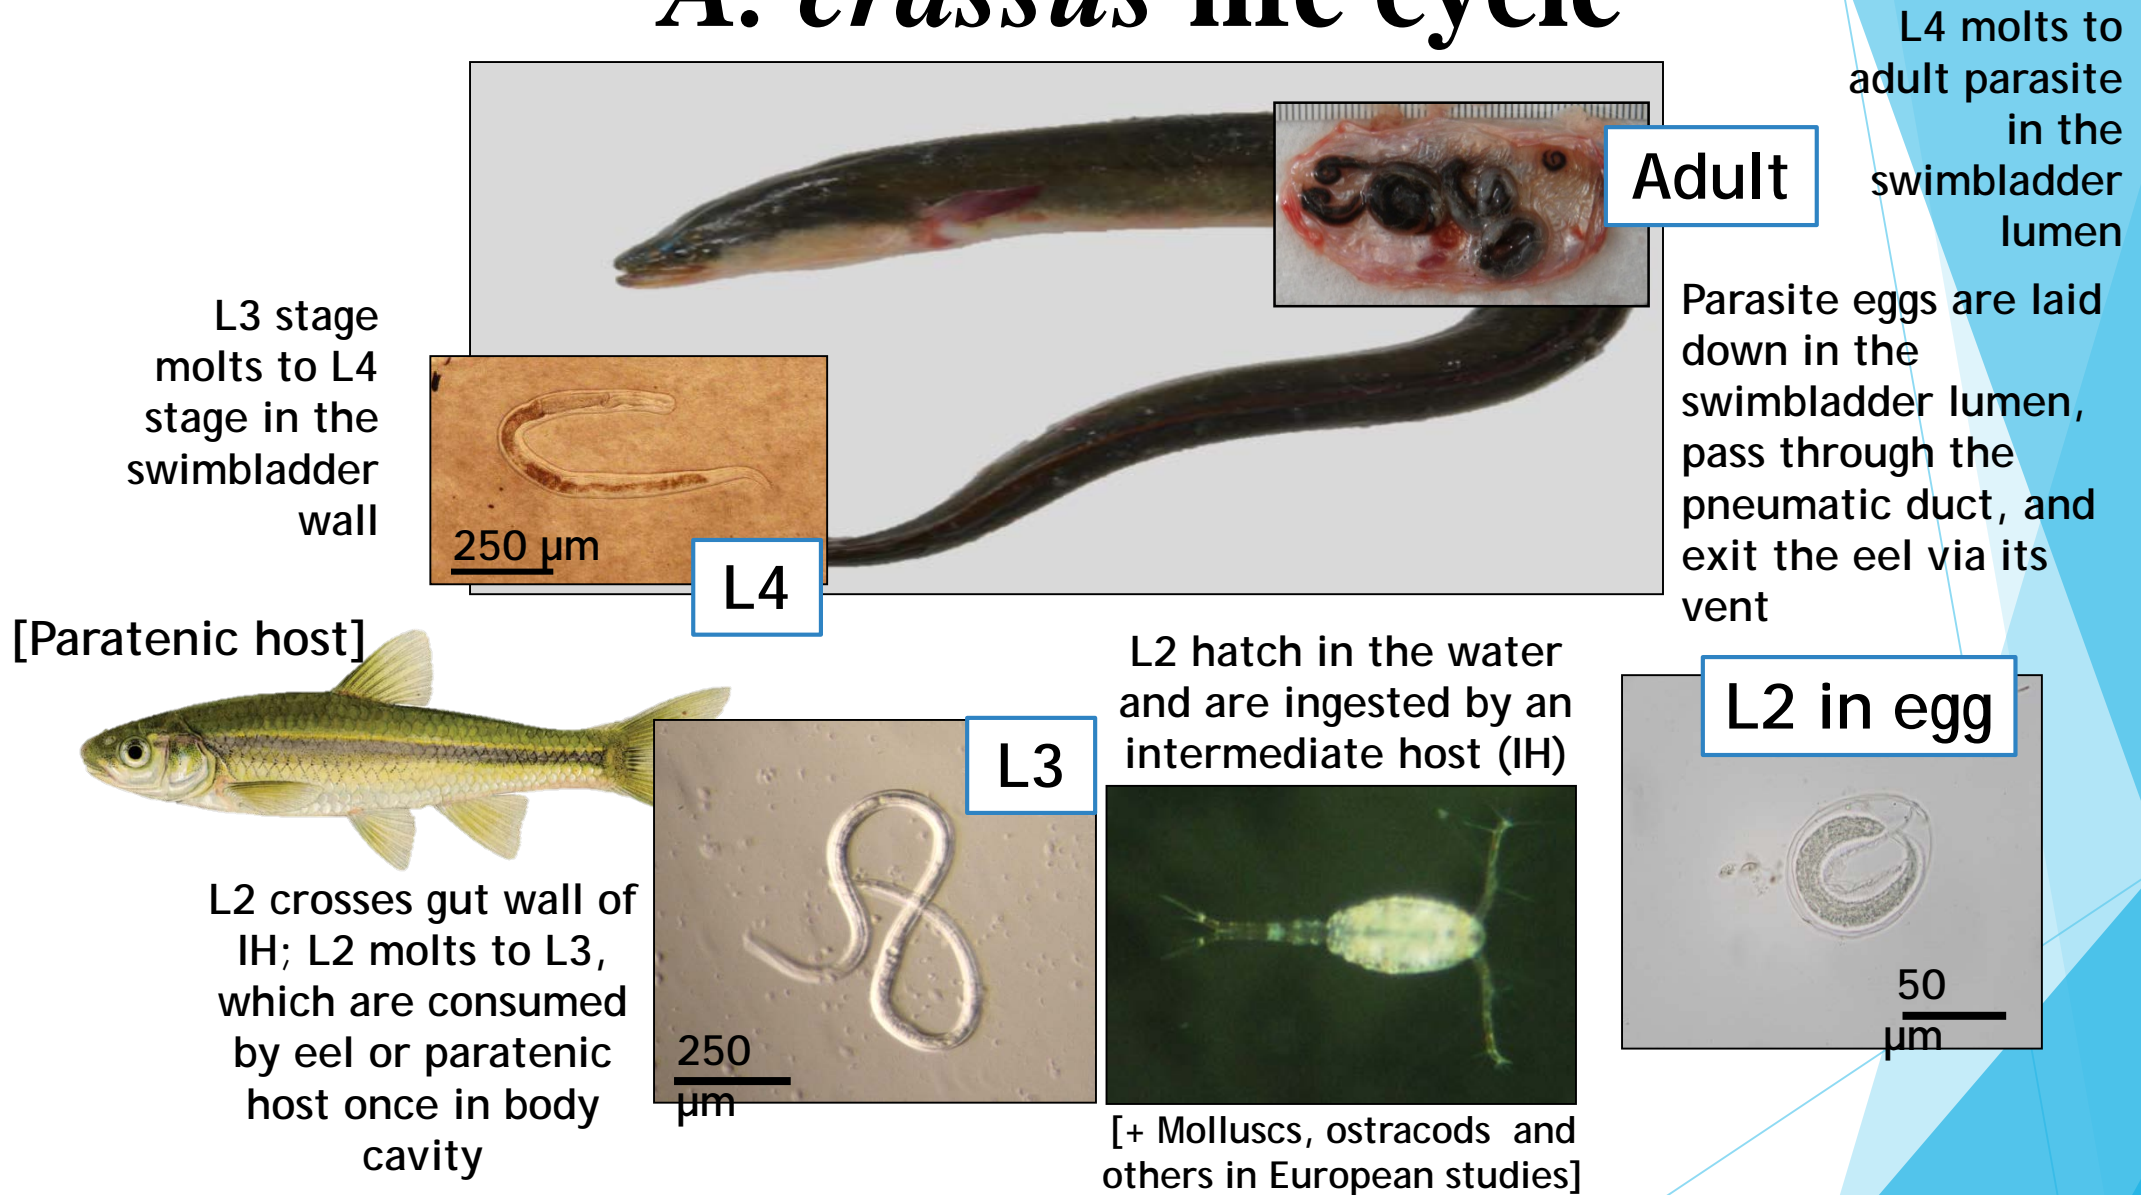 A. crassus life cycle
L4 molts to
adult parasite
in the
swimbladder
lumen
Adult
Parasite eggs are laid
down in the
swimbladder lumen,
pass through the
pneumatic duct, and
exit the eel via its
vent
L3 stage
molts to L4
stage in the
swimbladder
wall
250 µm
L4
[Paratenic host]
L2 hatch in the water
and are ingested by an
intermediate host (IH)
L2 in egg
L3
L2 crosses gut wall of
IH; L2 molts to L3,
which are consumed
by eel or paratenic
host once in body
cavity
250
µm
50
µm
[+ Molluscs, ostracods and
others in European studies]